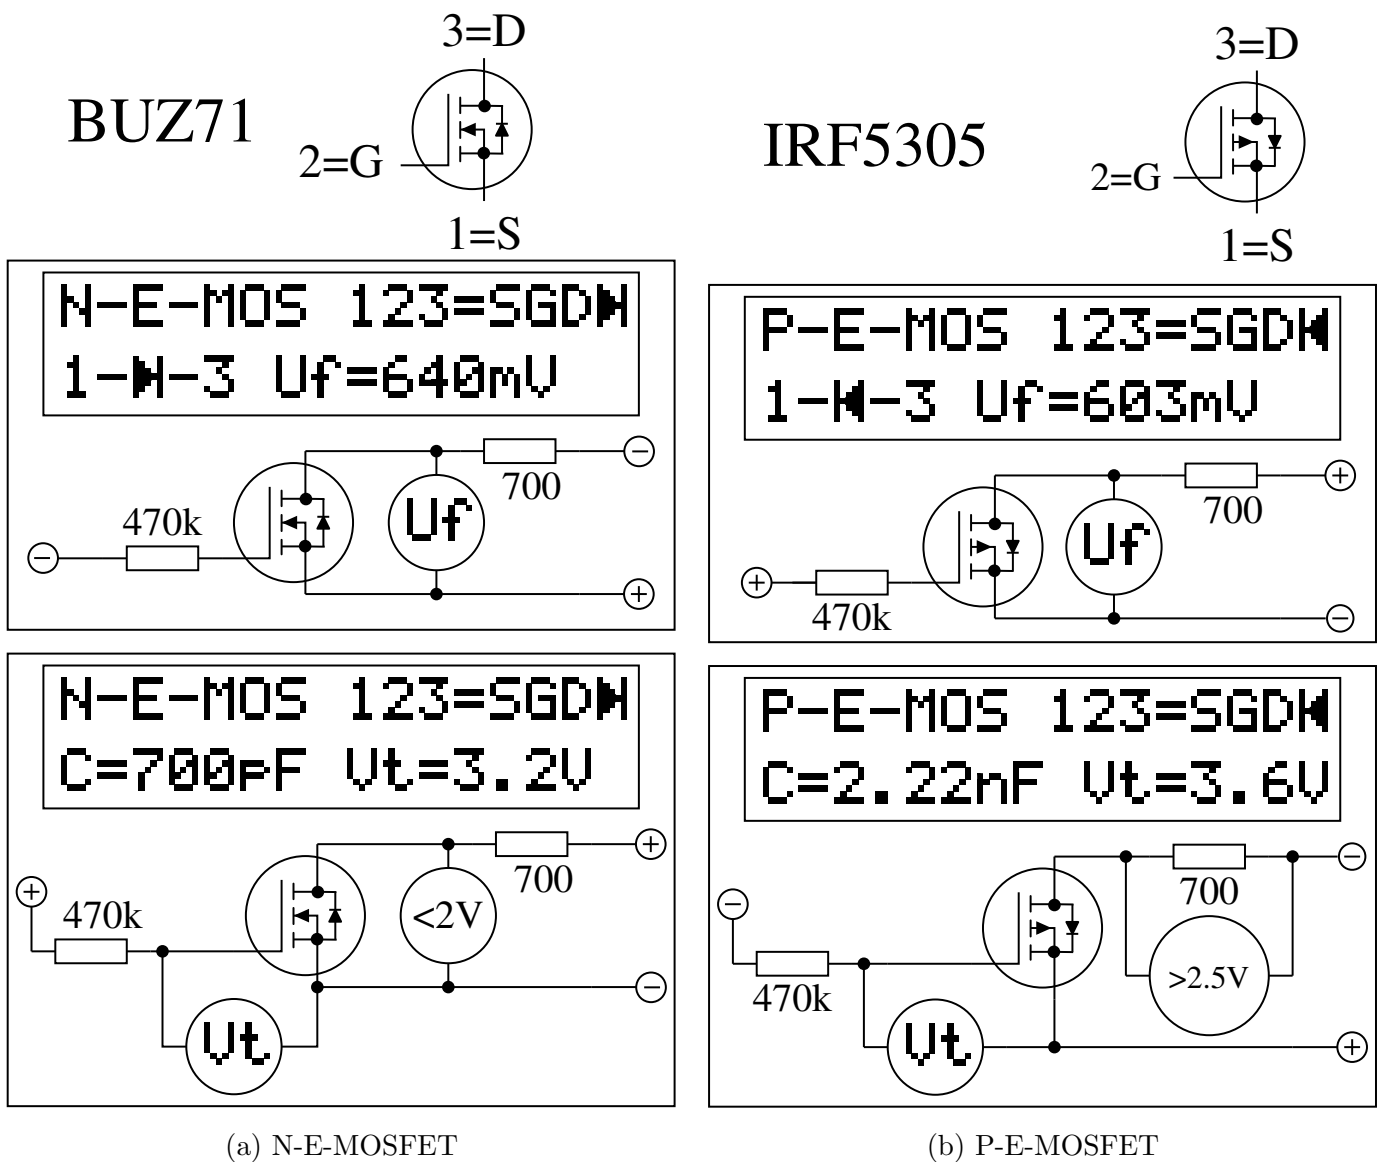 3=D
BUZ71
2=G
1=S
N-E-MOS 123=SGD
1- -3 Uf=640mV
700
470k
Uf
N-E-MOS 123=SGD
C=700pF Vt=3.2V
700
470k
<2V
Vt
(a) N-E-MOSFET
3=D
IRF5305
2=G
1=S
P-E-MOS 123=SGD
1- -3 Uf=603mV
700
Uf
470k
P-E-MOS 123=SGD
C=2.22nF Vt=3.6V
700
>2.5V
470k
Vt
(b) P-E-MOSFET